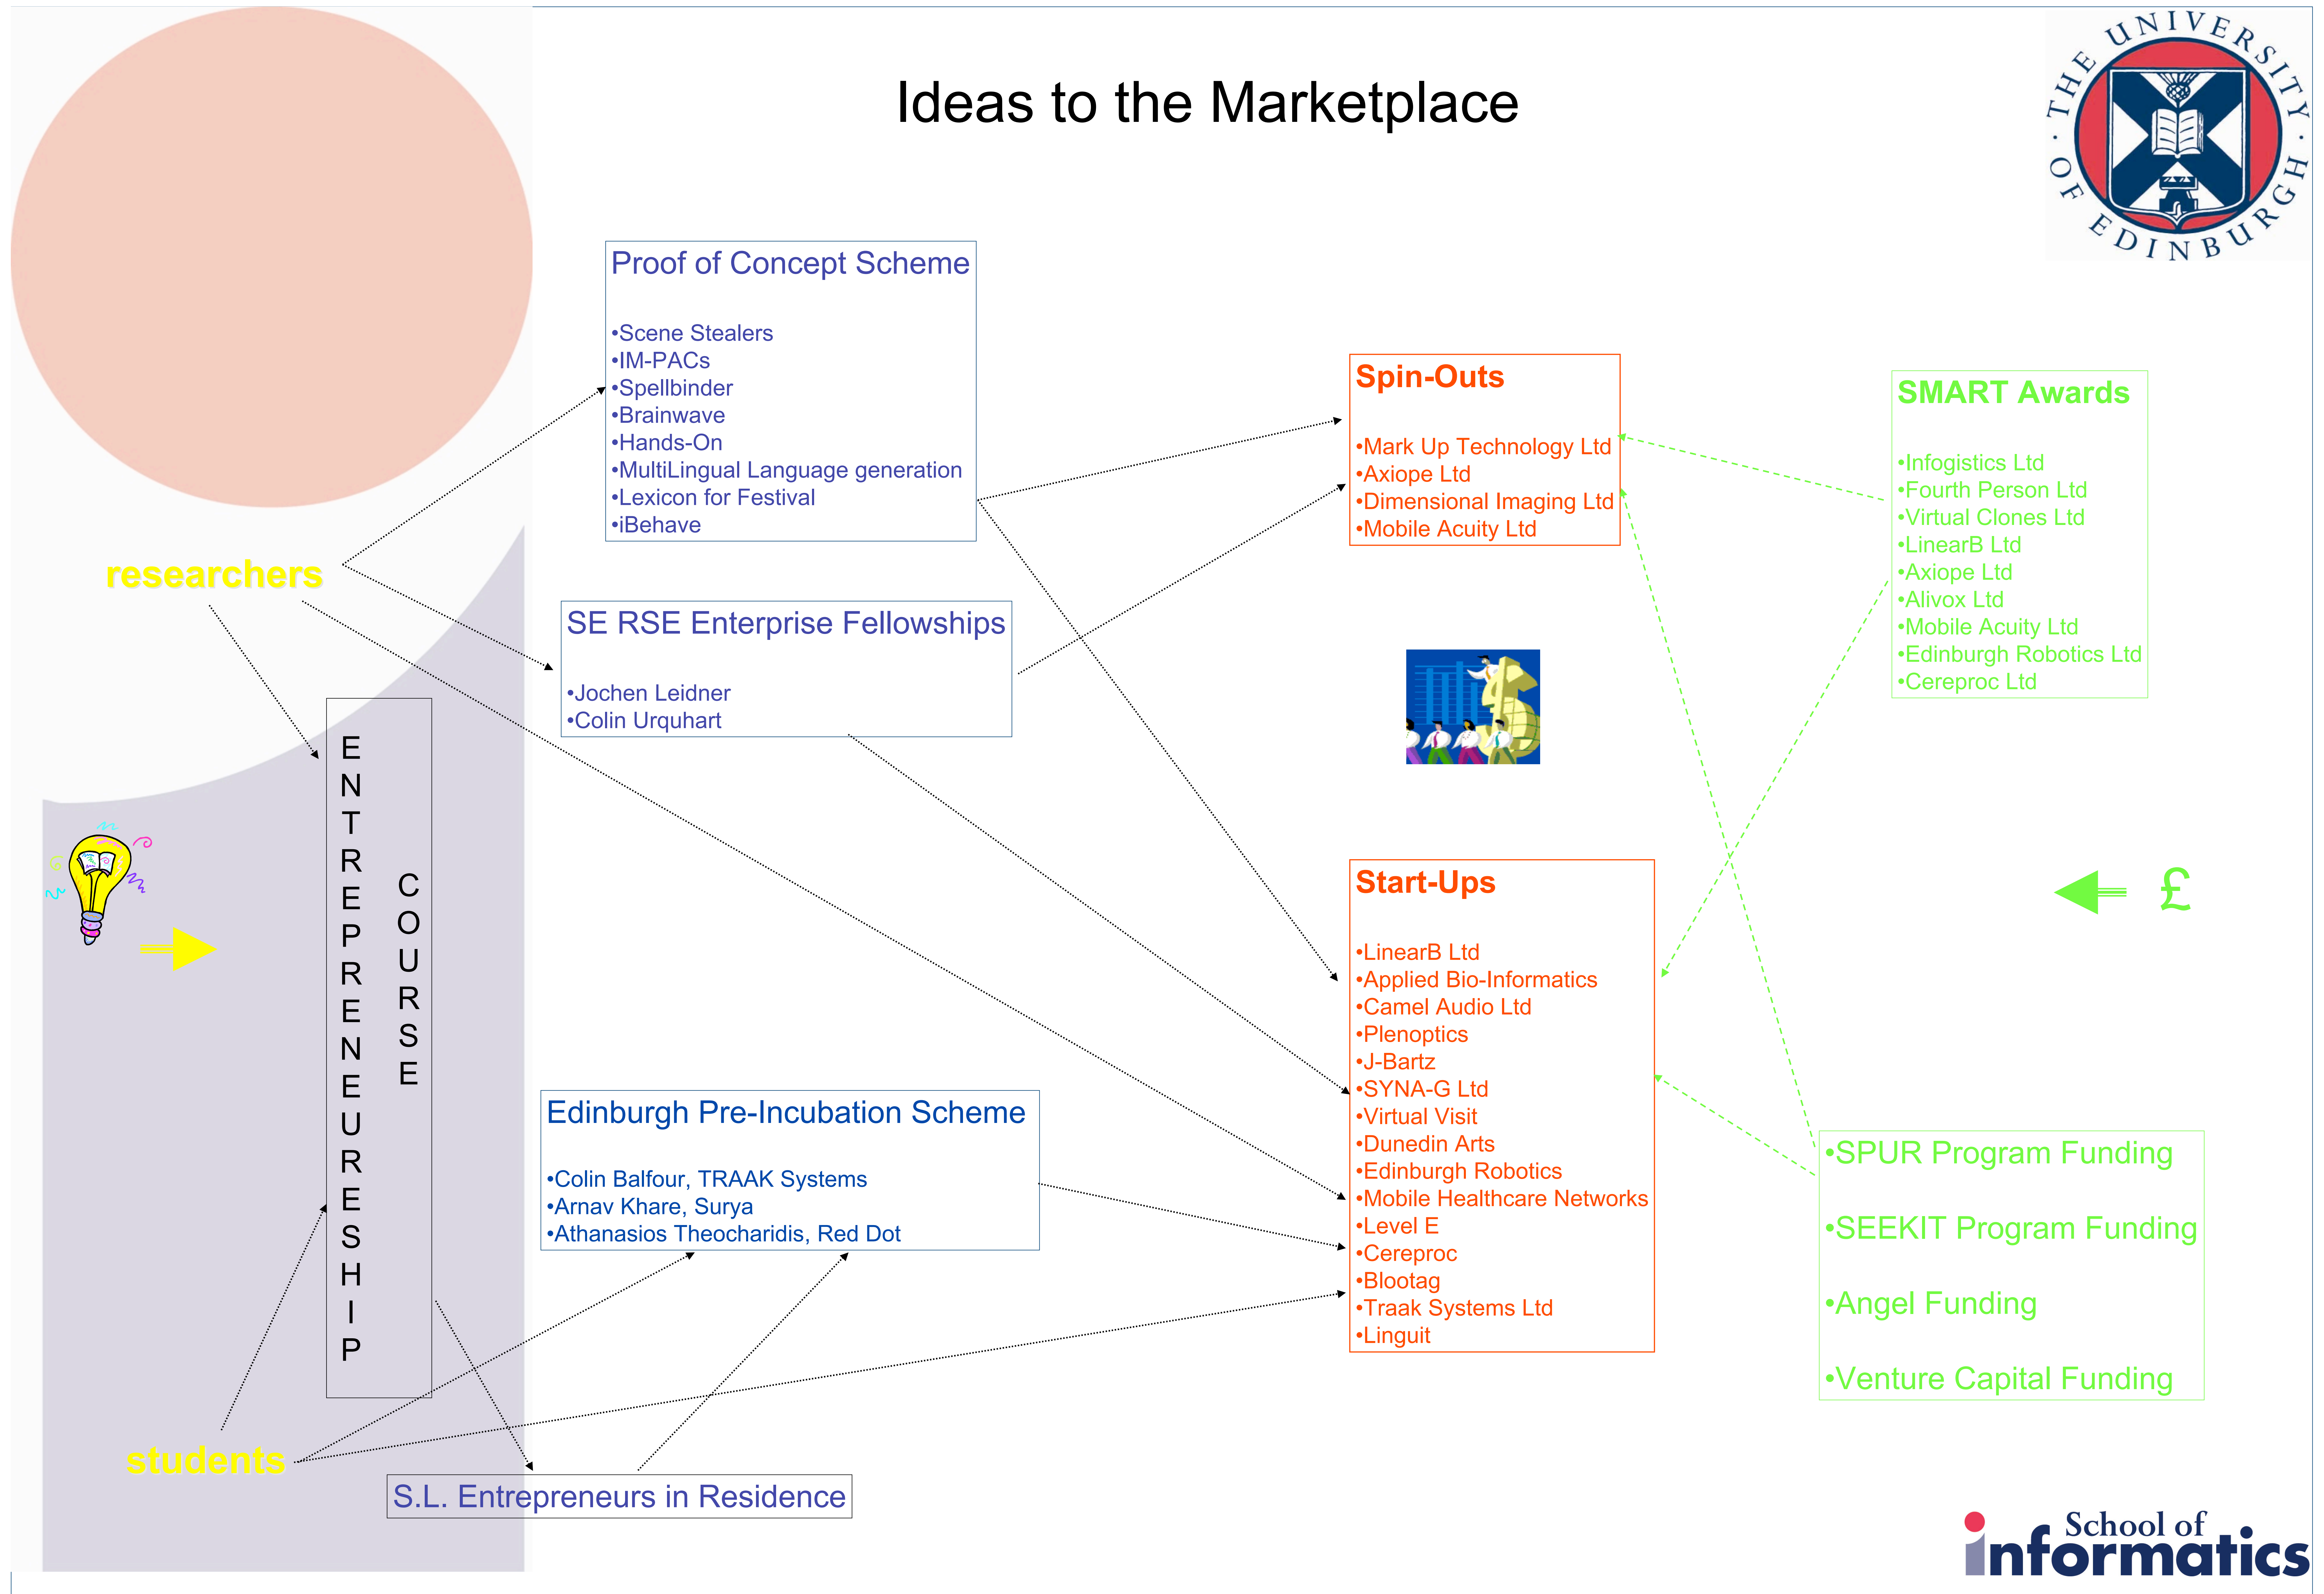 Ideas to the Marketplace
THE UNIVERSITY OF EDINBURGH
Proof of Concept Scheme
•Scene Stealers
•IM-PACs
•Spellbinder
•Brainwave
•Hands-On
•MultiLingual Language generation
•Lexicon for Festival
•iBehave
Spin-Outs
•Mark Up Technology Ltd
•Axiope Ltd
•Dimensional Imaging Ltd
•Mobile Acuity Ltd
SMART Awards
•Infogistics Ltd
•Fourth Person Ltd
•Virtual Clones Ltd
•LinearB Ltd
•Axiope Ltd
•Alivox Ltd
•Mobile Acuity Ltd
•Edinburgh Robotics Ltd
•Cereproc Ltd
researchers
SE RSE Enterprise Fellowships
•Jochen Leidner
•Colin Urquhart
ENTREPRENEURESHIP
COURSE
Start-Ups
•LinearB Ltd
•Applied Bio-Informatics
•Camel Audio Ltd
•Plenoptics
•J-Bartz
•SYNA-G Ltd
•Virtual Visit
•Dunedin Arts
•Edinburgh Robotics
•Mobile Healthcare Networks
•Level E
•Cereproc
•Blootag
•Traak Systems Ltd
•Linguit
£
Edinburgh Pre-Incubation Scheme
•Colin Balfour, TRAAK Systems
•Arnav Khare, Surya
•Athanasios Theocharidis, Red Dot
•SPUR Program Funding
•SEEKIT Program Funding
•Angel Funding
•Venture Capital Funding
students
S.L. Entrepreneurs in Residence
School of
informatics